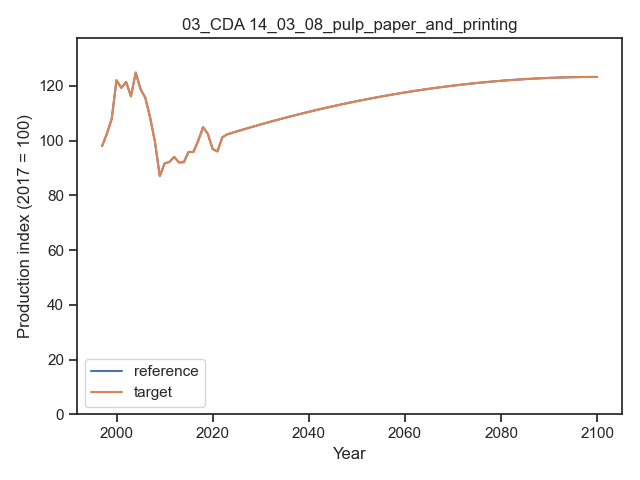 03_CDA 14_03_08_pulp_paper_and_printing
Production index (2017 = 100)
120
100
80
60
40
20
0
reference
target
2000 2020 2040 2060 2080 2100
Year